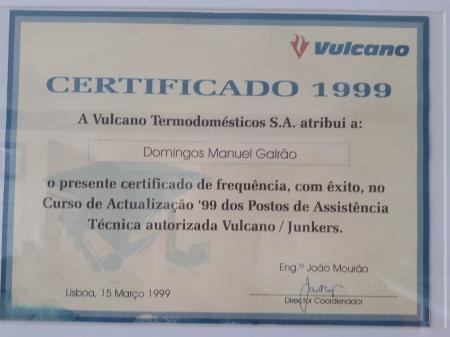 Vulcano
CERTIFICADO 1999
A Vulcano Termodomésticos S.A. atribui a:
Domingos Manuel Galrão
o presente certificado de frequência, com êxito, no
Curso de Actualização ‘99 dos Postos de Assistência
Técnica autorizada Vulcano / Junkers.
Eng.º João Mourão
Lisboa, 15 Março 1999
Director Coordenador